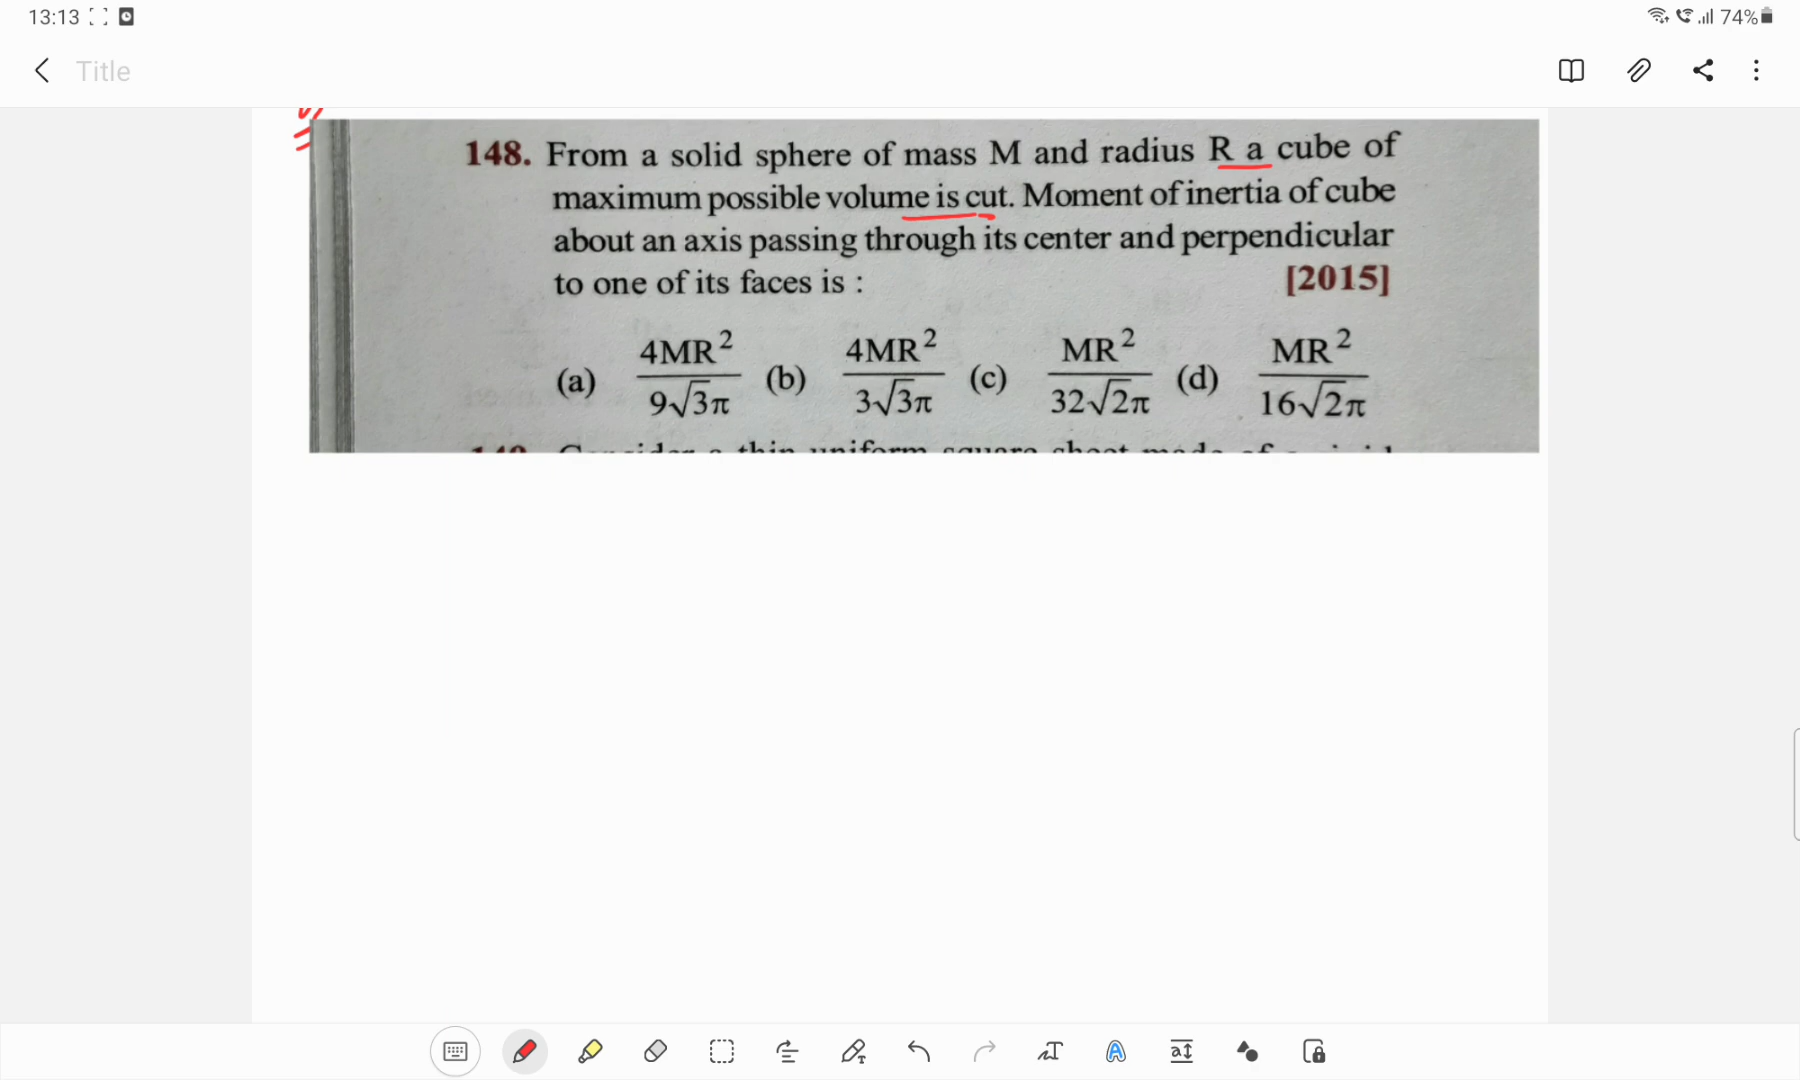 13:13
74%
Title
148. From a solid sphere of mass M and radius R a cube of
maximum possible volume is cut. Moment of inertia of cube
about an axis passing through its center and perpendicular
to one of its faces is :
[2015]
(a) 4MR²/9√3π (b) 4MR²/3√3π (c) MR²/32√2π (d) MR²/16√2π